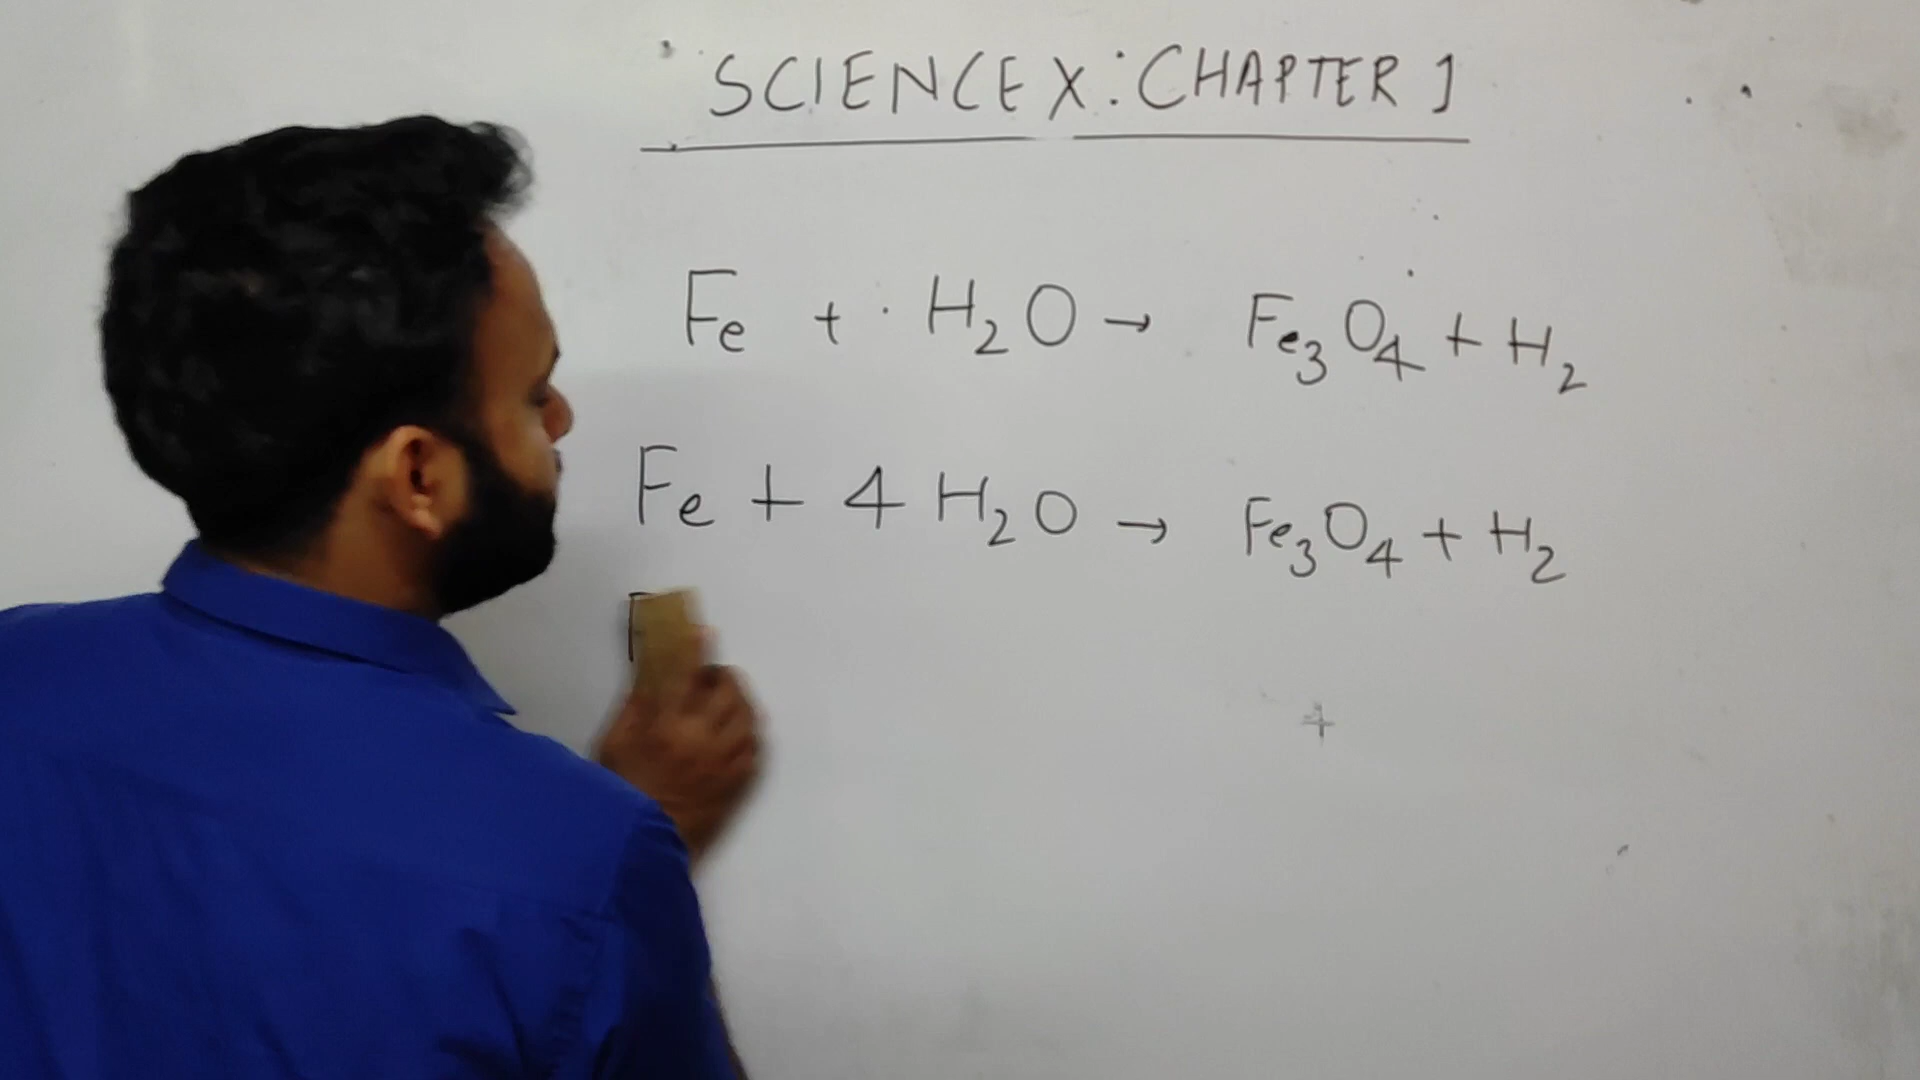 SCIENCE X : CHAPTER 1
Fe + H₂O → Fe₃O₄ + H₂
Fe + 4 H₂O → Fe₃O₄ + H₂
F
+